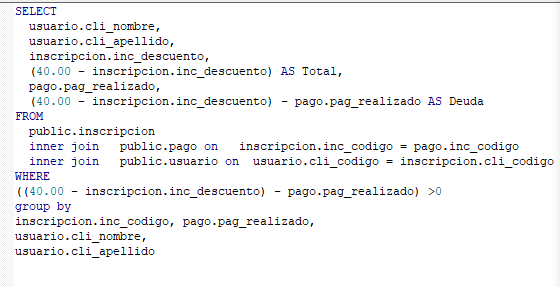 SELECT
usuario.cli_nombre,
usuario.cli_apellido,
inscripcion.inc_descuento,
(40.00 - inscripcion.inc_descuento) AS Total,
pago.pag_realizado,
(40.00 - inscripcion.inc_descuento) - pago.pag_realizado AS Deuda
FROM
public.inscripcion
inner join public.pago on inscripcion.inc_codigo = pago.inc_codigo
inner join public.usuario on usuario.cli_codigo = inscripcion.cli_codigo
WHERE
((40.00 - inscripcion.inc_descuento) - pago.pag_realizado) >0
group by
inscripcion.inc_codigo, pago.pag_realizado,
usuario.cli_nombre,
usuario.cli_apellido